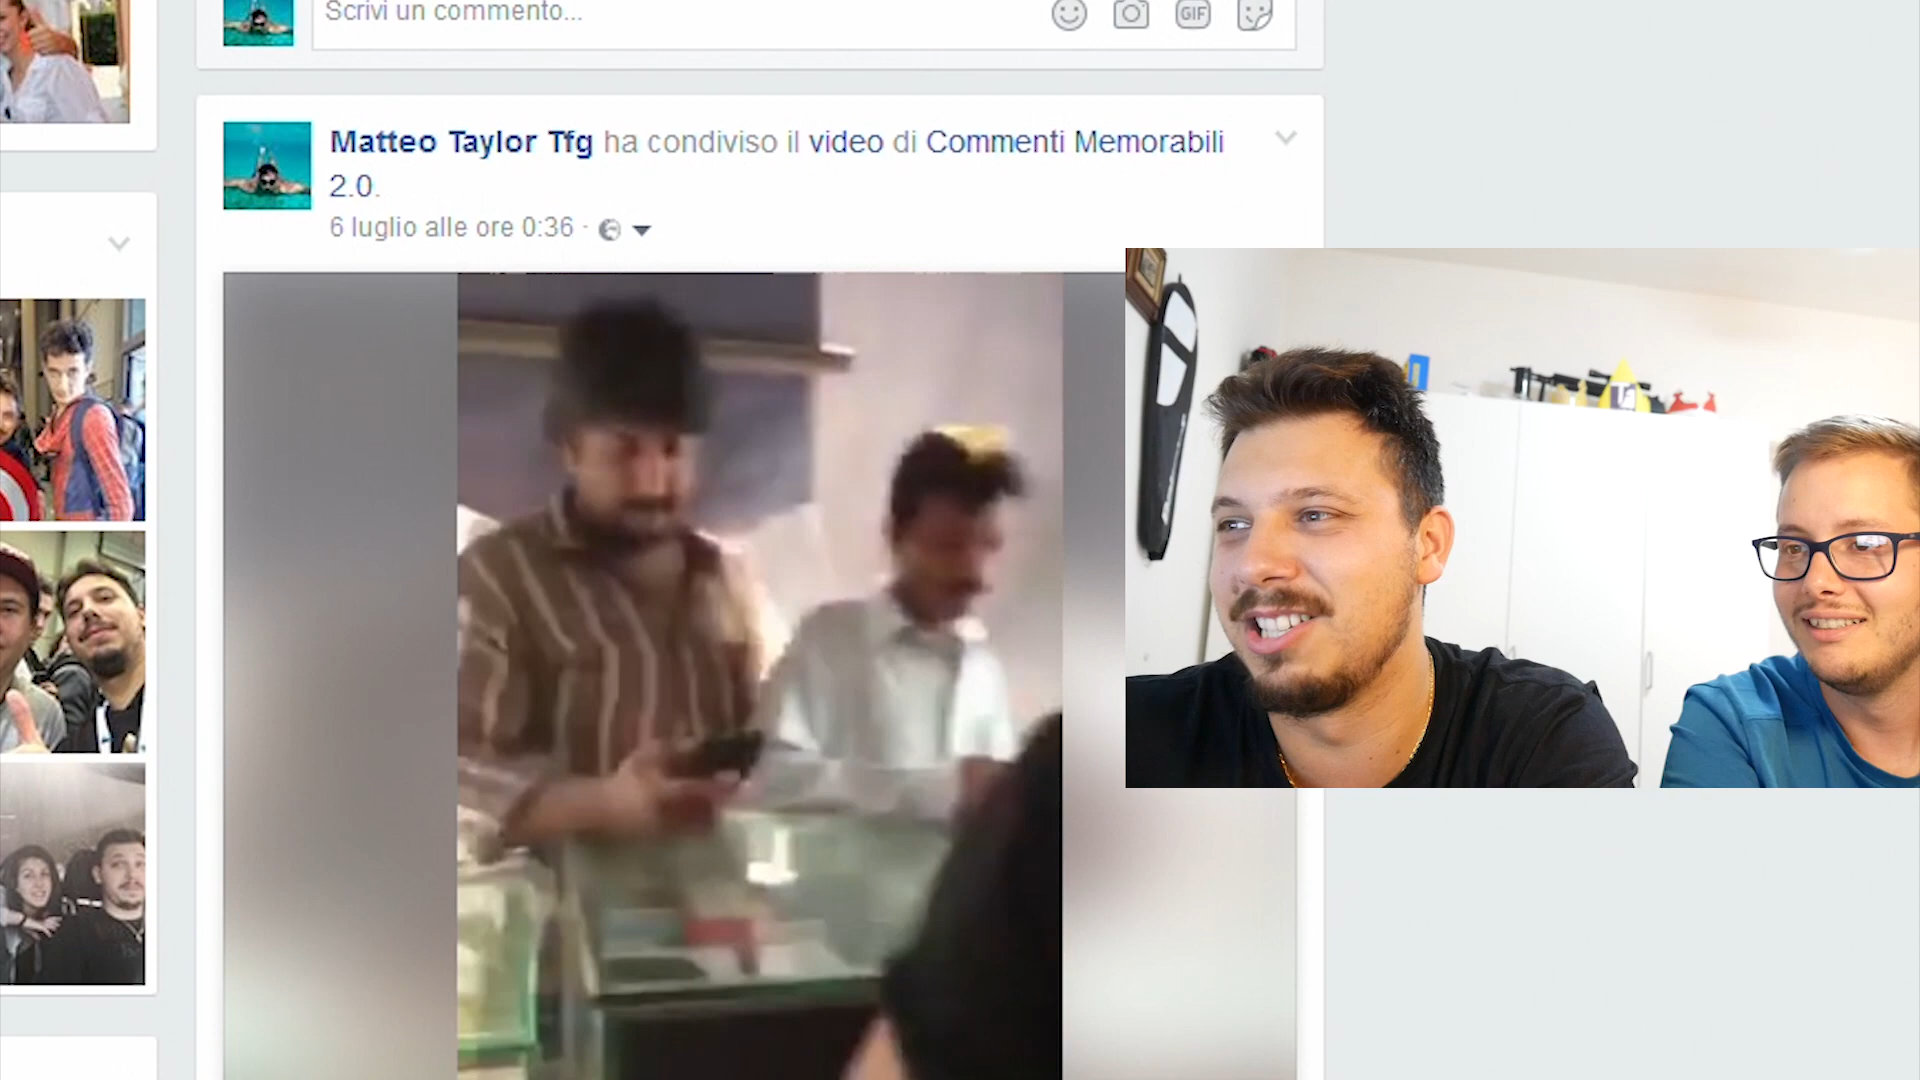 Scrivi un commento...
GIF
Matteo Taylor Tfg ha condiviso il video di Commenti Memorabili
2.0.
6 luglio alle ore 0:36 ·